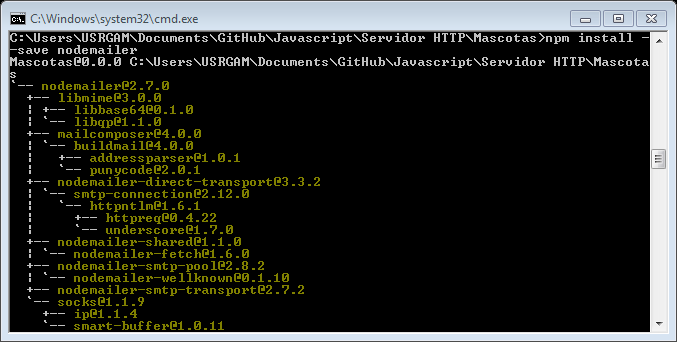 C:\Windows\system32\cmd.exe
C:\Users\USRGAM\Documents\GitHub\Javascript\Servidor HTTP\Mascotas>npm install -
-save nodemailer
Mascotas@0.0.0 C:\Users\USRGAM\Documents\GitHub\Javascript\Servidor HTTP\Mascota
s
`-- nodemailer@2.7.0
  +-- libmime@3.0.0
  ¦ +-- libbase64@0.1.0
  ¦ `-- libqp@1.1.0
  +-- mailcomposer@4.0.0
  ¦ `-- buildmail@4.0.0
  ¦   +-- addressparser@1.0.1
  ¦   `-- punycode@2.0.1
  +-- nodemailer-direct-transport@3.3.2
  ¦ `-- smtp-connection@2.12.0
  ¦   `-- httpntlm@1.6.1
  ¦     +-- httpreq@0.4.22
  ¦     `-- underscore@1.7.0
  +-- nodemailer-shared@1.1.0
  ¦ `-- nodemailer-fetch@1.6.0
  +-- nodemailer-smtp-pool@2.8.2
  ¦ `-- nodemailer-wellknown@0.1.10
  +-- nodemailer-smtp-transport@2.7.2
  `-- socks@1.1.9
    +-- ip@1.1.4
    `-- smart-buffer@1.0.11